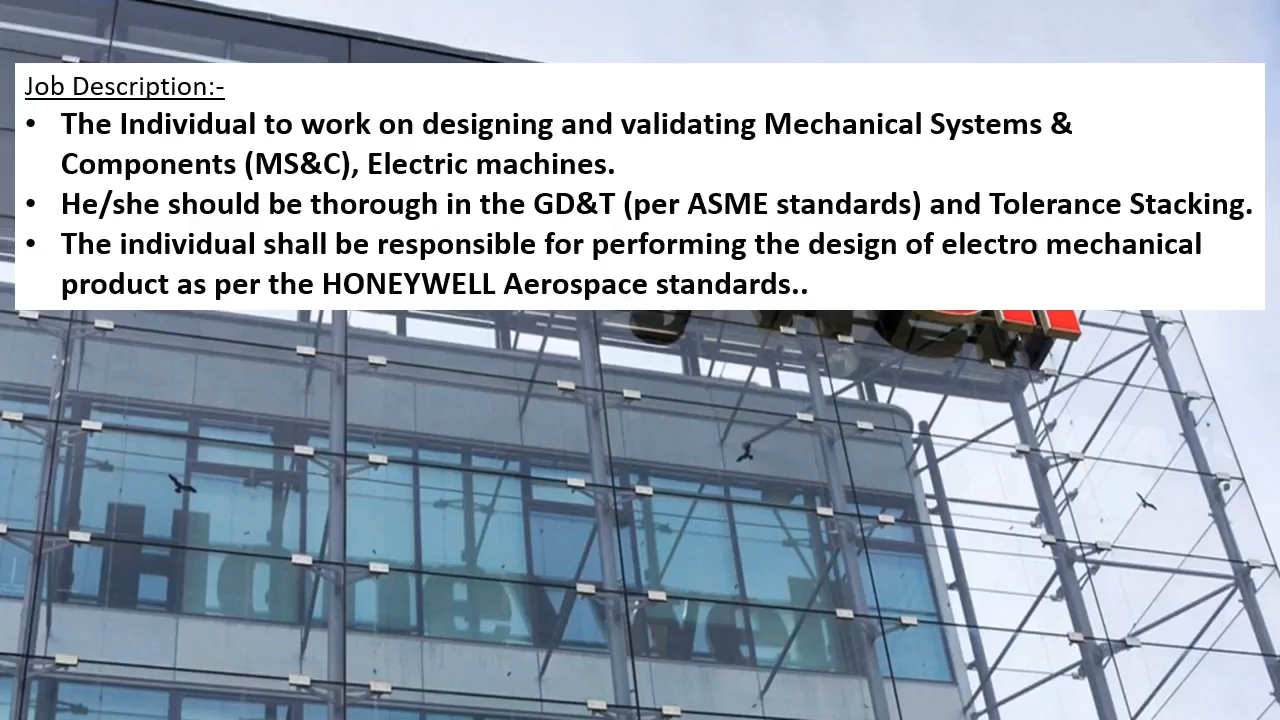 Job Description:-
• The Individual to work on designing and validating Mechanical Systems &
Components (MS&C), Electric machines.
• He/she should be thorough in the GD&T (per ASME standards) and Tolerance Stacking.
• The individual shall be responsible for performing the design of electro mechanical
product as per the HONEYWELL Aerospace standards..
Honeywell